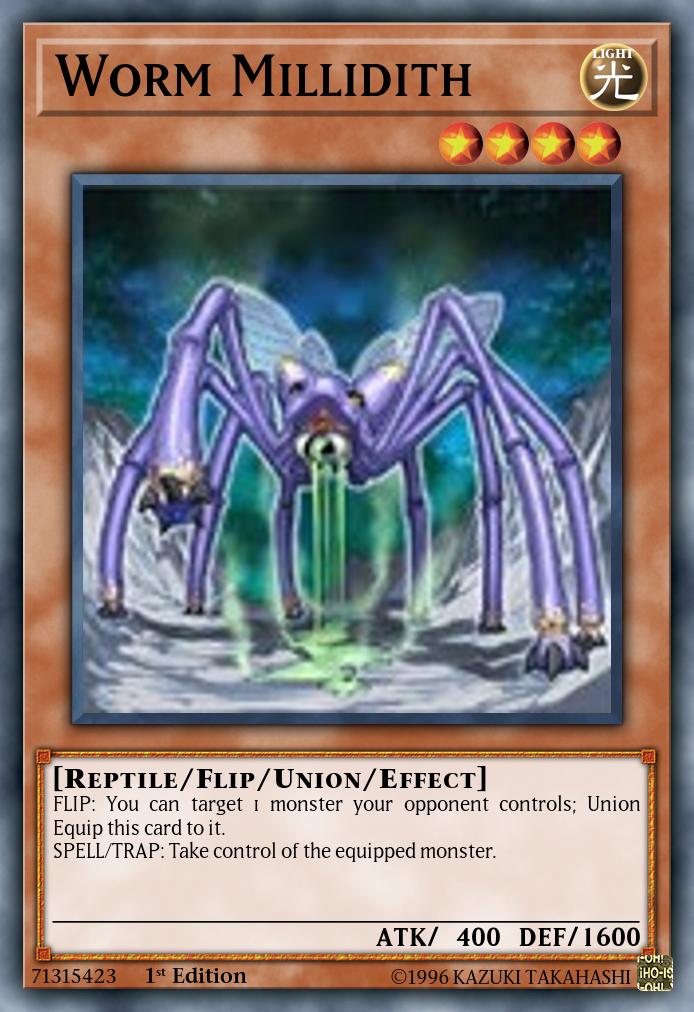 Worm Millidith
LIGHT
光
[Reptile/Flip/Union/Effect]
FLIP: You can target 1 monster your opponent controls; Union
Equip this card to it.
SPELL/TRAP: Take control of the equipped monster.
ATK/ 400 DEF/1600
71315423 1st Edition ©1996 KAZUKI TAKAHASHI